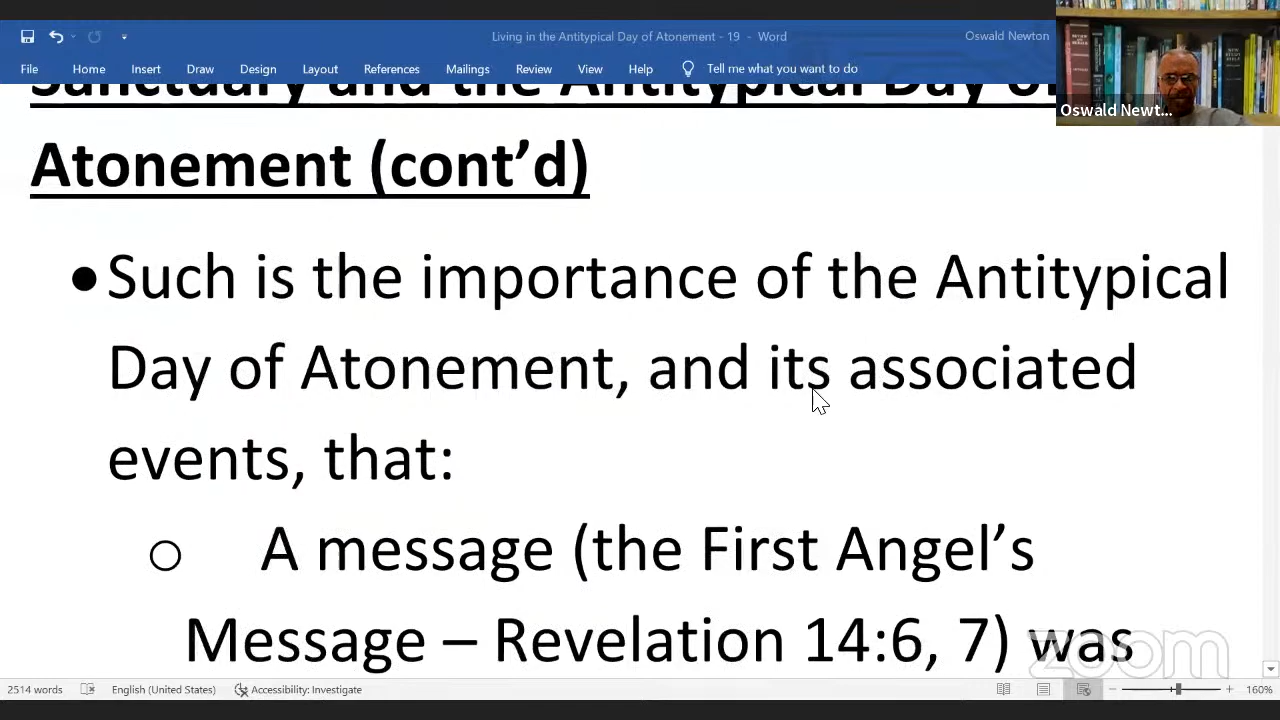 Living in the Antitypical Day of Atonement - 19 - Word
Oswald Newton
File Home Insert Draw Design Layout References Mailings Review View Help Tell me what you want to do
Oswald Newt...
Sanctuary and the Antitypical Day of
Atonement (cont’d)
•Such is the importance of the Antitypical
Day of Atonement, and its associated
events, that:
o A message (the First Angel’s
Message – Revelation 14:6, 7) was
zoom
2514 words English (United States) Accessibility: Investigate 160%